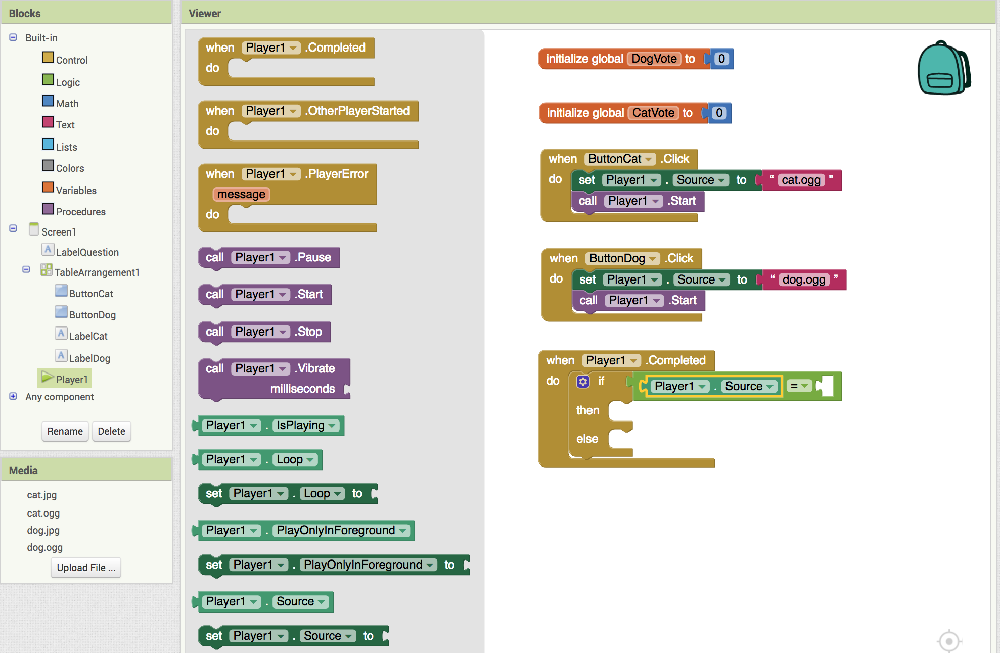 Blocks
Built-in
Control
Logic
Math
Text
Lists
Colors
Variables
Procedures
Screen1
LabelQuestion
TableArrangement1
ButtonCat
ButtonDog
LabelCat
LabelDog
Player1
Any component
Rename Delete
Media
cat.jpg
cat.ogg
dog.jpg
dog.ogg
Upload File ...
Viewer
when Player1 .Completed
do
when Player1 .OtherPlayerStarted
do
when Player1 .PlayerError
message
do
call Player1 .Pause
call Player1 .Start
call Player1 .Stop
call Player1 .Vibrate
milliseconds
Player1 . IsPlaying
Player1 . Loop
set Player1 . Loop to
Player1 . PlayOnlyInForeground
set Player1 . PlayOnlyInForeground to
Player1 . Source
set Player1 . Source to
initialize global DogVote to 0
initialize global CatVote to 0
when ButtonCat .Click
do set Player1 . Source to “ cat.ogg ”
call Player1 .Start
when ButtonDog .Click
do set Player1 . Source to “ dog.ogg ”
call Player1 .Start
when Player1 .Completed
do if Player1 . Source =
then
else